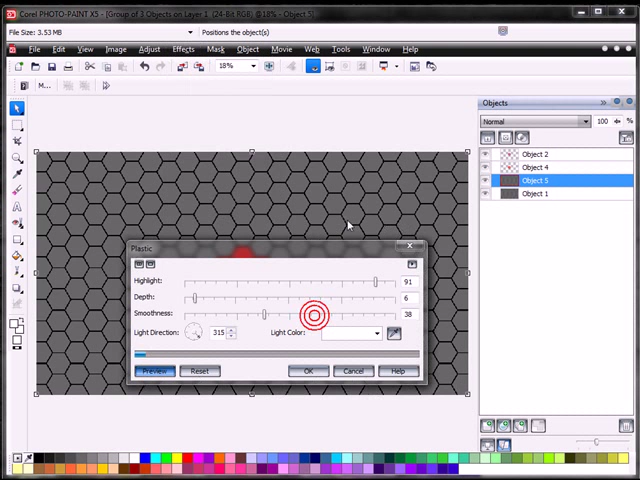 Corel PHOTO-PAINT X5 - [Group of 3 Objects on Layer 1 (24-Bit RGB) @18% - Object 5]
File Size: 3.53 MB
Positions the object(s)
File Edit View Image Adjust Effects Mask Object Movie Web Tools Window Help
18%
M...
Objects
Normal
100
%
Object 2
Object 4
Object 5
Object 1
Plastic
Highlight:
91
Depth:
6
Smoothness:
38
Light Direction:
315
Light Color:
Preview
Reset
OK
Cancel
Help